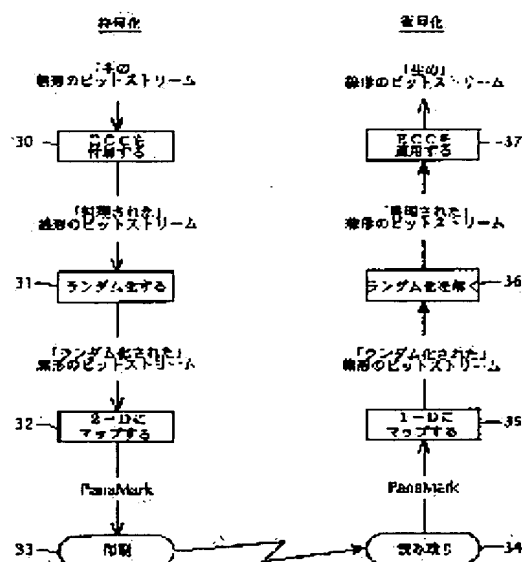 符号化
「生の」
線形のビットストリーム
30
ECCを
付加する
「処理された」
線形のビットストリーム
31
ランダム化する
「ランダム化された」
線形のビットストリーム
32
2-Dに
マップする
PanaMark
33
印刷
復号化
「生の」
線形のビットストリーム
ECCを
適用する
37
「処理された」
線形のビットストリーム
ランダム化を解く
36
「ランダム化された」
線形のビットストリーム
1-Dに
マップする
35
PanaMark
読み取り
34